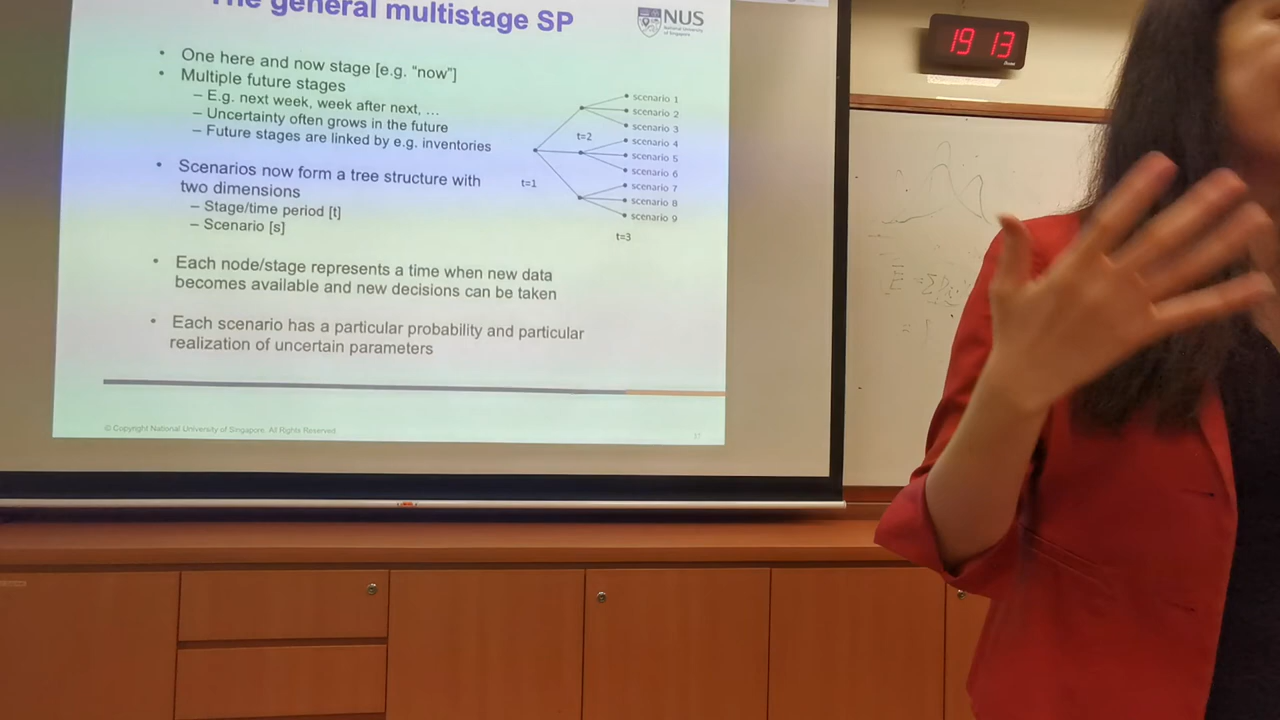 The general multistage SP
NUS
National University
of Singapore
19 13
• One here and now stage [e.g. “now”]
• Multiple future stages
– E.g. next week, week after next, …
– Uncertainty often grows in the future
– Future stages are linked by e.g. inventories
• Scenarios now form a tree structure with
two dimensions
– Stage/time period [t]
– Scenario [s]
• Each node/stage represents a time when new data
becomes available and new decisions can be taken
• Each scenario has a particular probability and particular
realization of uncertain parameters
t=1
t=2
scenario 1
scenario 2
scenario 3
scenario 4
scenario 5
scenario 6
scenario 7
scenario 8
scenario 9
t=3
© Copyright National University of Singapore. All Rights Reserved.
17